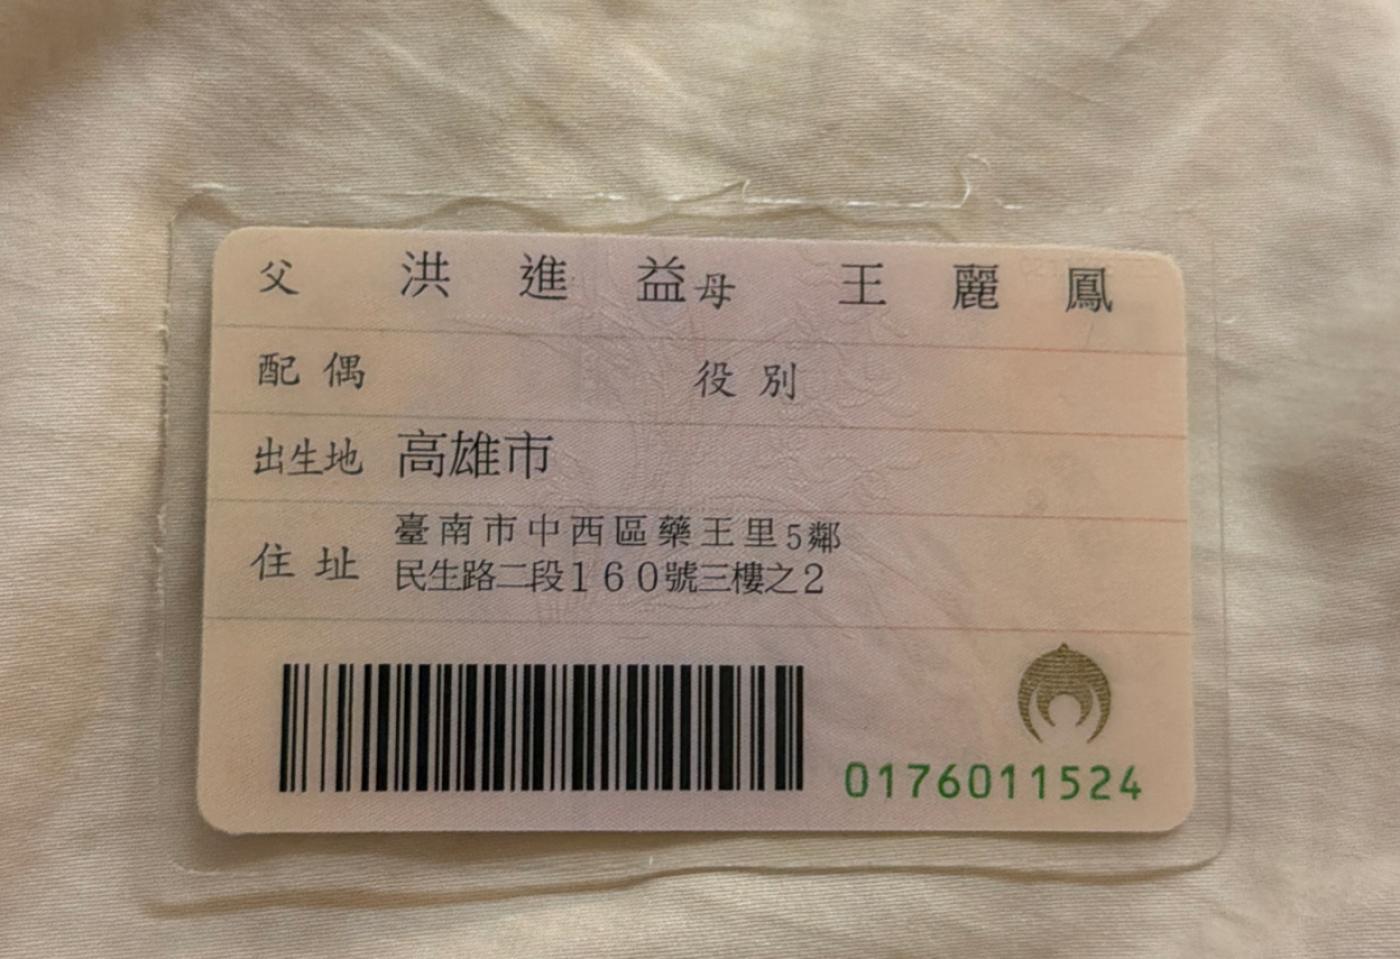 父 洪進益 母 王麗鳳
配偶 役別
出生地 高雄市
住址 臺南市中西區藥王里5鄰
民生路二段160號三樓之2
0176011524